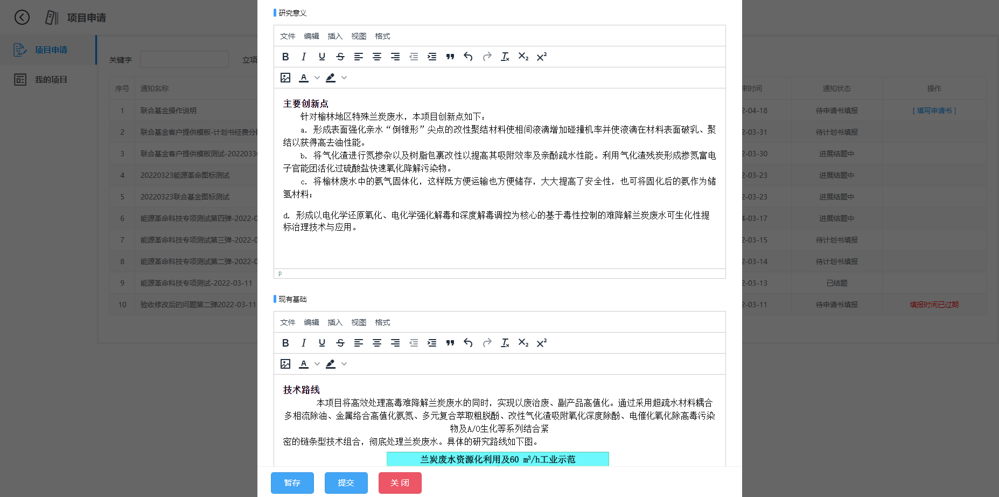 项目申请
项目申请
我的项目
关键字
立项
序号 通知名称 束时间 通知状态 操作
1 联合基金操作说明 2-04-18 待申请书填报 [ 填写申请书 ]
2 联合基金客户提供模板-计划书经费分 2-03-31 待计划书填报
3 联合基金客户提供模板测试-2022033 2-03-30 进展结题中
4 20220323能源革命图标测试 2-03-23 进展结题中
5 20220323联合基金图标测试 2-03-23 进展结题中
6 能源革命科技专项测试第四弹-2022-0 4-03-17 进展结题中
7 能源革命科技专项测试第三弹-2022-0 2-03-15 待计划书填报
8 能源革命科技专项测试第二弹-2022-0 2-03-14 待计划书填报
9 能源革命科技专项测试-2022-03-11 2-03-13 已结题
10 验收修改后的问题第二弹2022-03-11 2-03-11 待申请书填报 填报时间已过期
研究意义
文件 编辑 插入 视图 格式
主要创新点
针对榆林地区特殊兰炭废水，本项目创新点如下：
a. 形成表面强化亲水“倒锥形”尖点的改性聚结材料使相间液滴增加碰撞机率并使液滴在材料表面破乳、聚
结以获得高去油性能。
b. 将气化渣进行氮掺杂以及树脂包裹改性以提高其吸附效率及亲酚疏水性能。利用气化渣残炭形成掺氮富电
子官能团活化过硫酸盐快速氧化降解污染物。
c. 将榆林废水中的氨气固体化，这样既方便运输也方便储存，大大提高了安全性，也可将固化后的氨作为储
氢材料；
d. 形成以电化学还原氧化、电化学强化解毒和深度解毒调控为核心的基于毒性控制的难降解兰炭废水可生化性提
标治理技术与应用。
P
现有基础
文件 编辑 插入 视图 格式
技术路线
本项目将高效处理高毒难降解兰炭废水的同时，实现以废治废、副产品高值化。通过采用超疏水材料耦合
多相流除油、金属络合高值化氨氮、多元复合萃取粗脱酚、改性气化渣吸附氧化深度除酚、电催化氧化除高毒污染
物及A/O生化等系列结合紧
密的链条型技术组合，彻底处理兰炭废水。具体的研究路线如下图。
兰炭废水资源化利用及60 m³/h工业示范
暂存 提交 关 闭